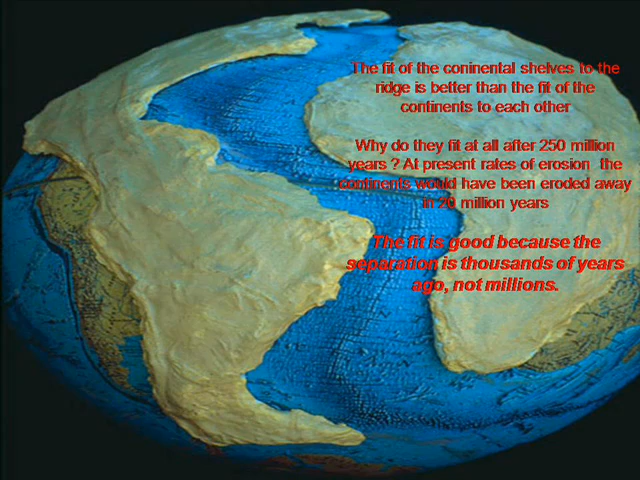 The fit of the coninental shelves to the
ridge is better than the fit of the
continents to each other
Why do they fit at all after 250 million
years ? At present rates of erosion the
continents would have been eroded away
in 20 million years
The fit is good because the
separation is thousands of years
ago, not millions.